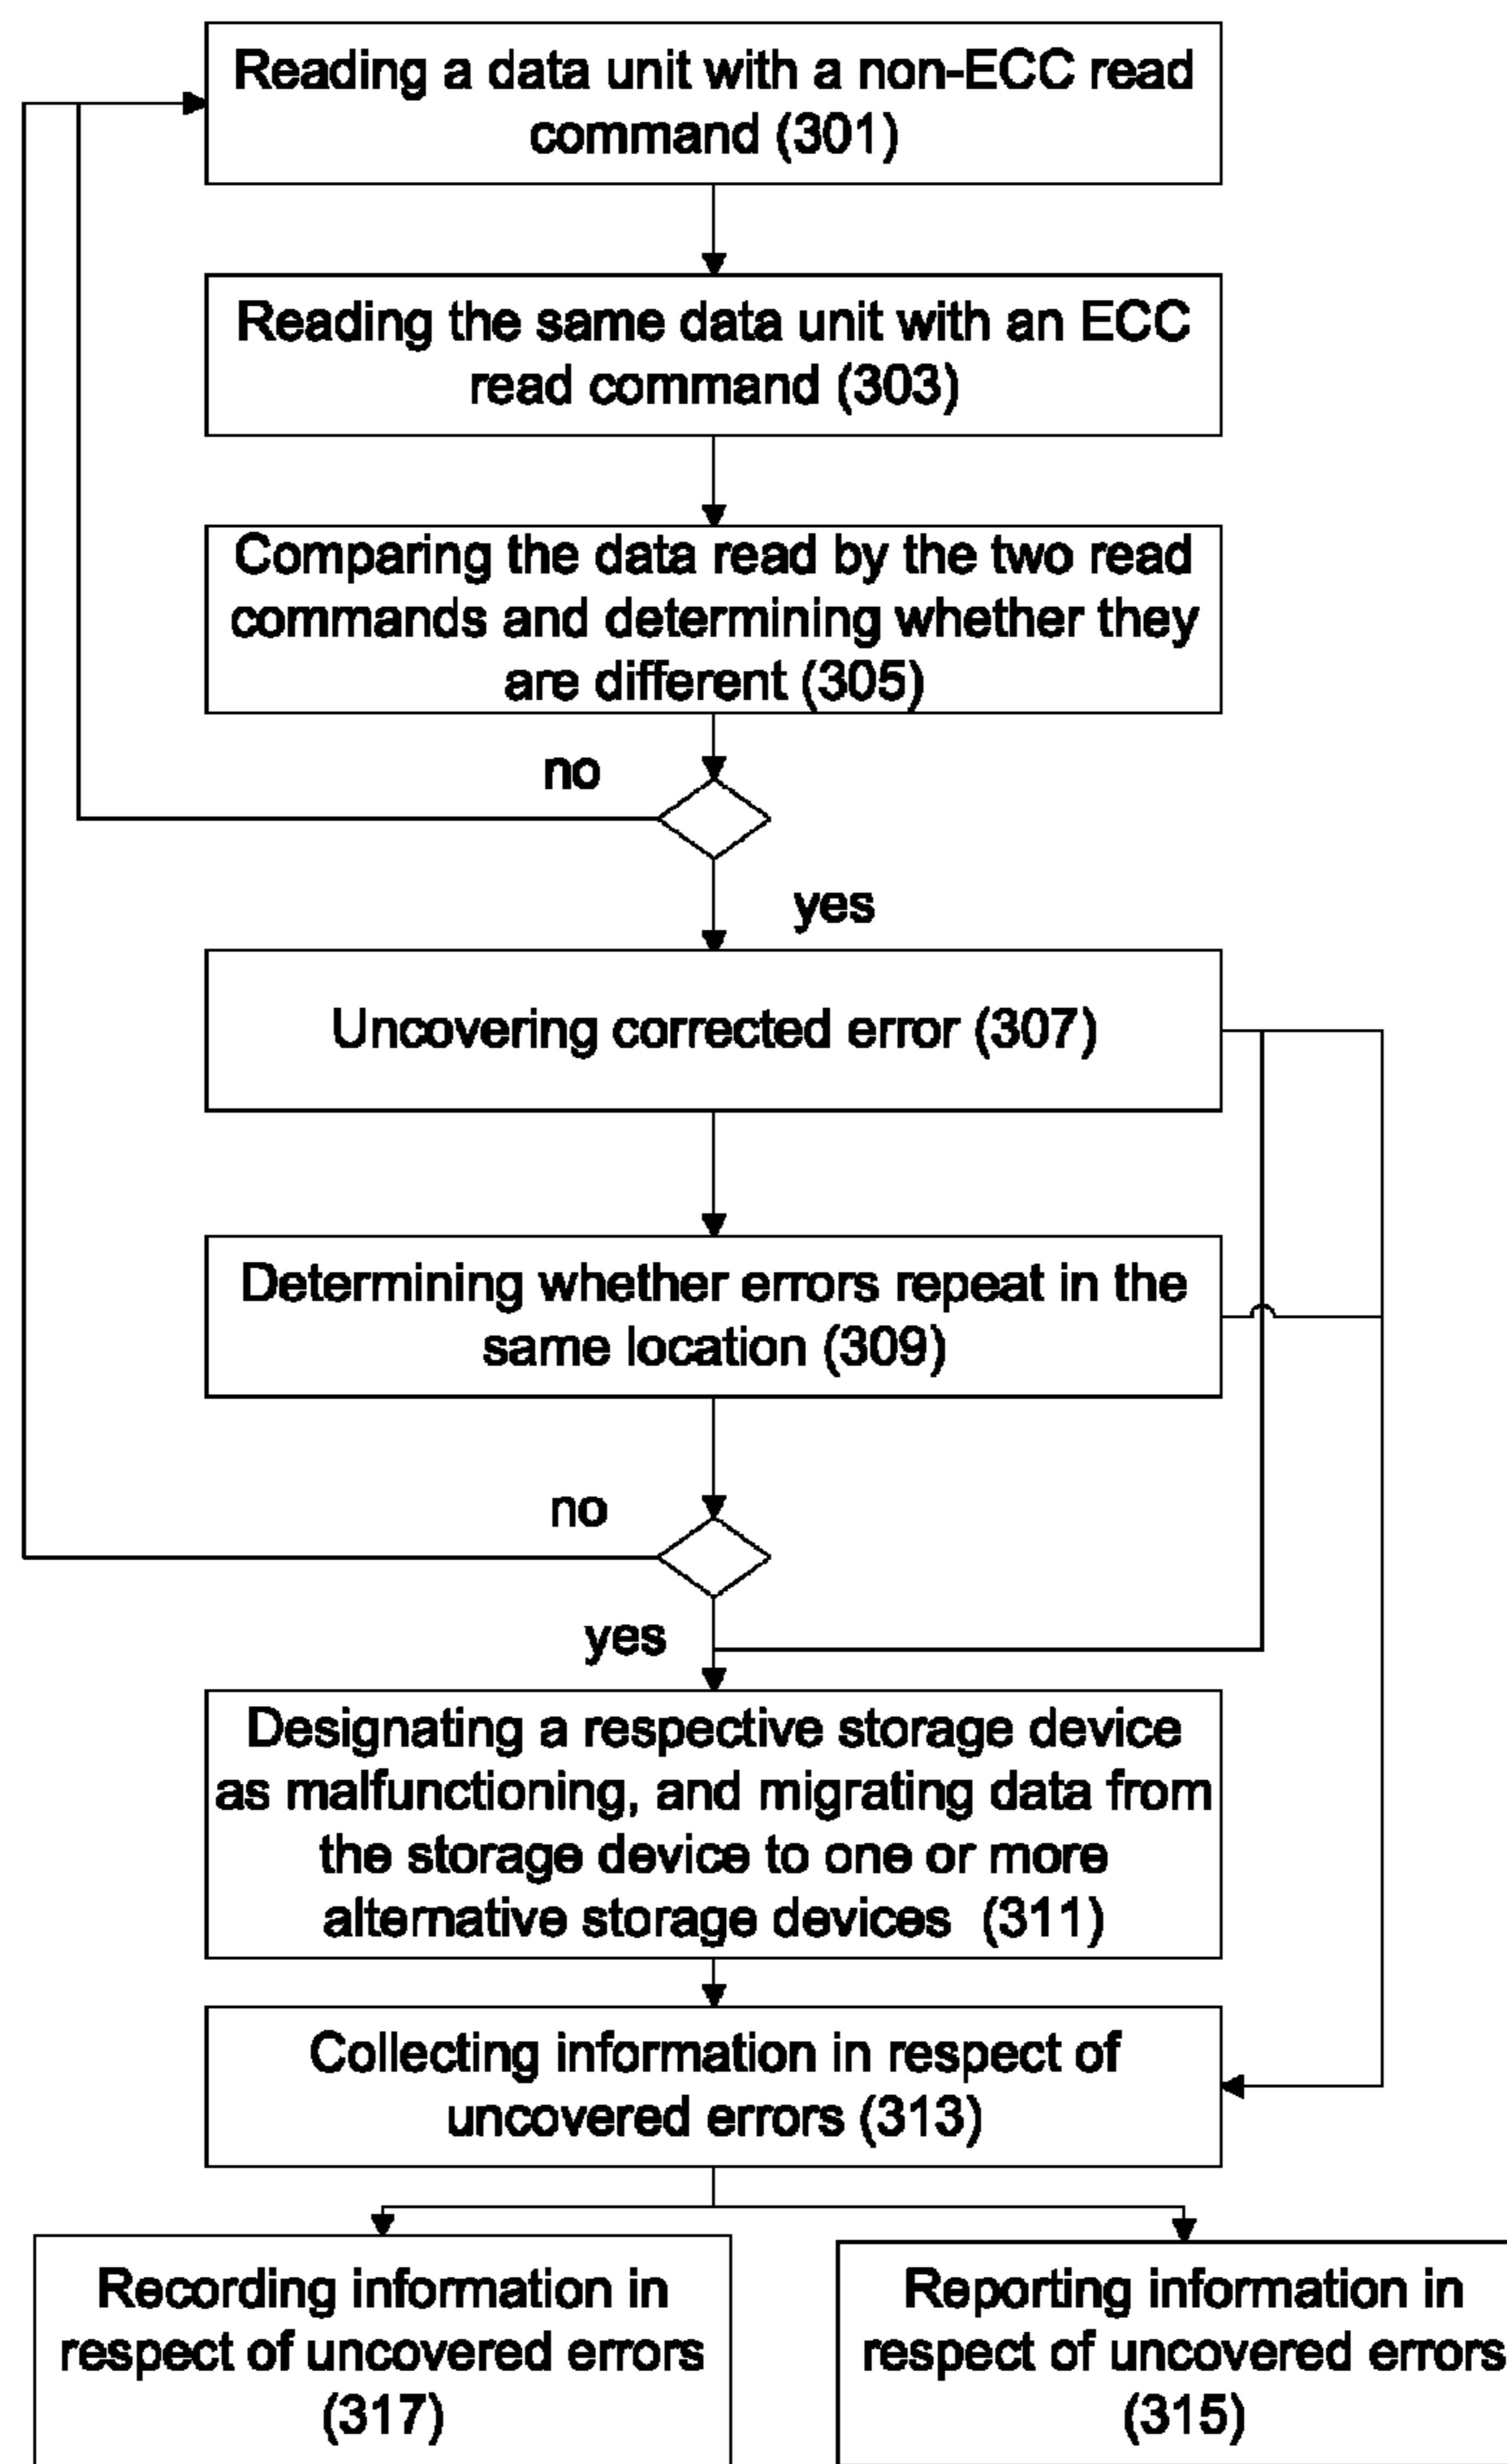 Reading a data unit with a non-ECC read
command (301)
Reading the same data unit with an ECC
read command (303)
Comparing the data read by the two read
commands and determining whether they
are different (305)
no
yes
Uncovering corrected error (307)
Determining whether errors repeat in the
same location (309)
no
yes
Designating a respective storage device
as malfunctioning, and migrating data from
the storage device to one or more
alternative storage devices (311)
Collecting information in respect of
uncovered errors (313)
Recording information in
respect of uncovered errors
(317)
Reporting information in
respect of uncovered errors
(315)